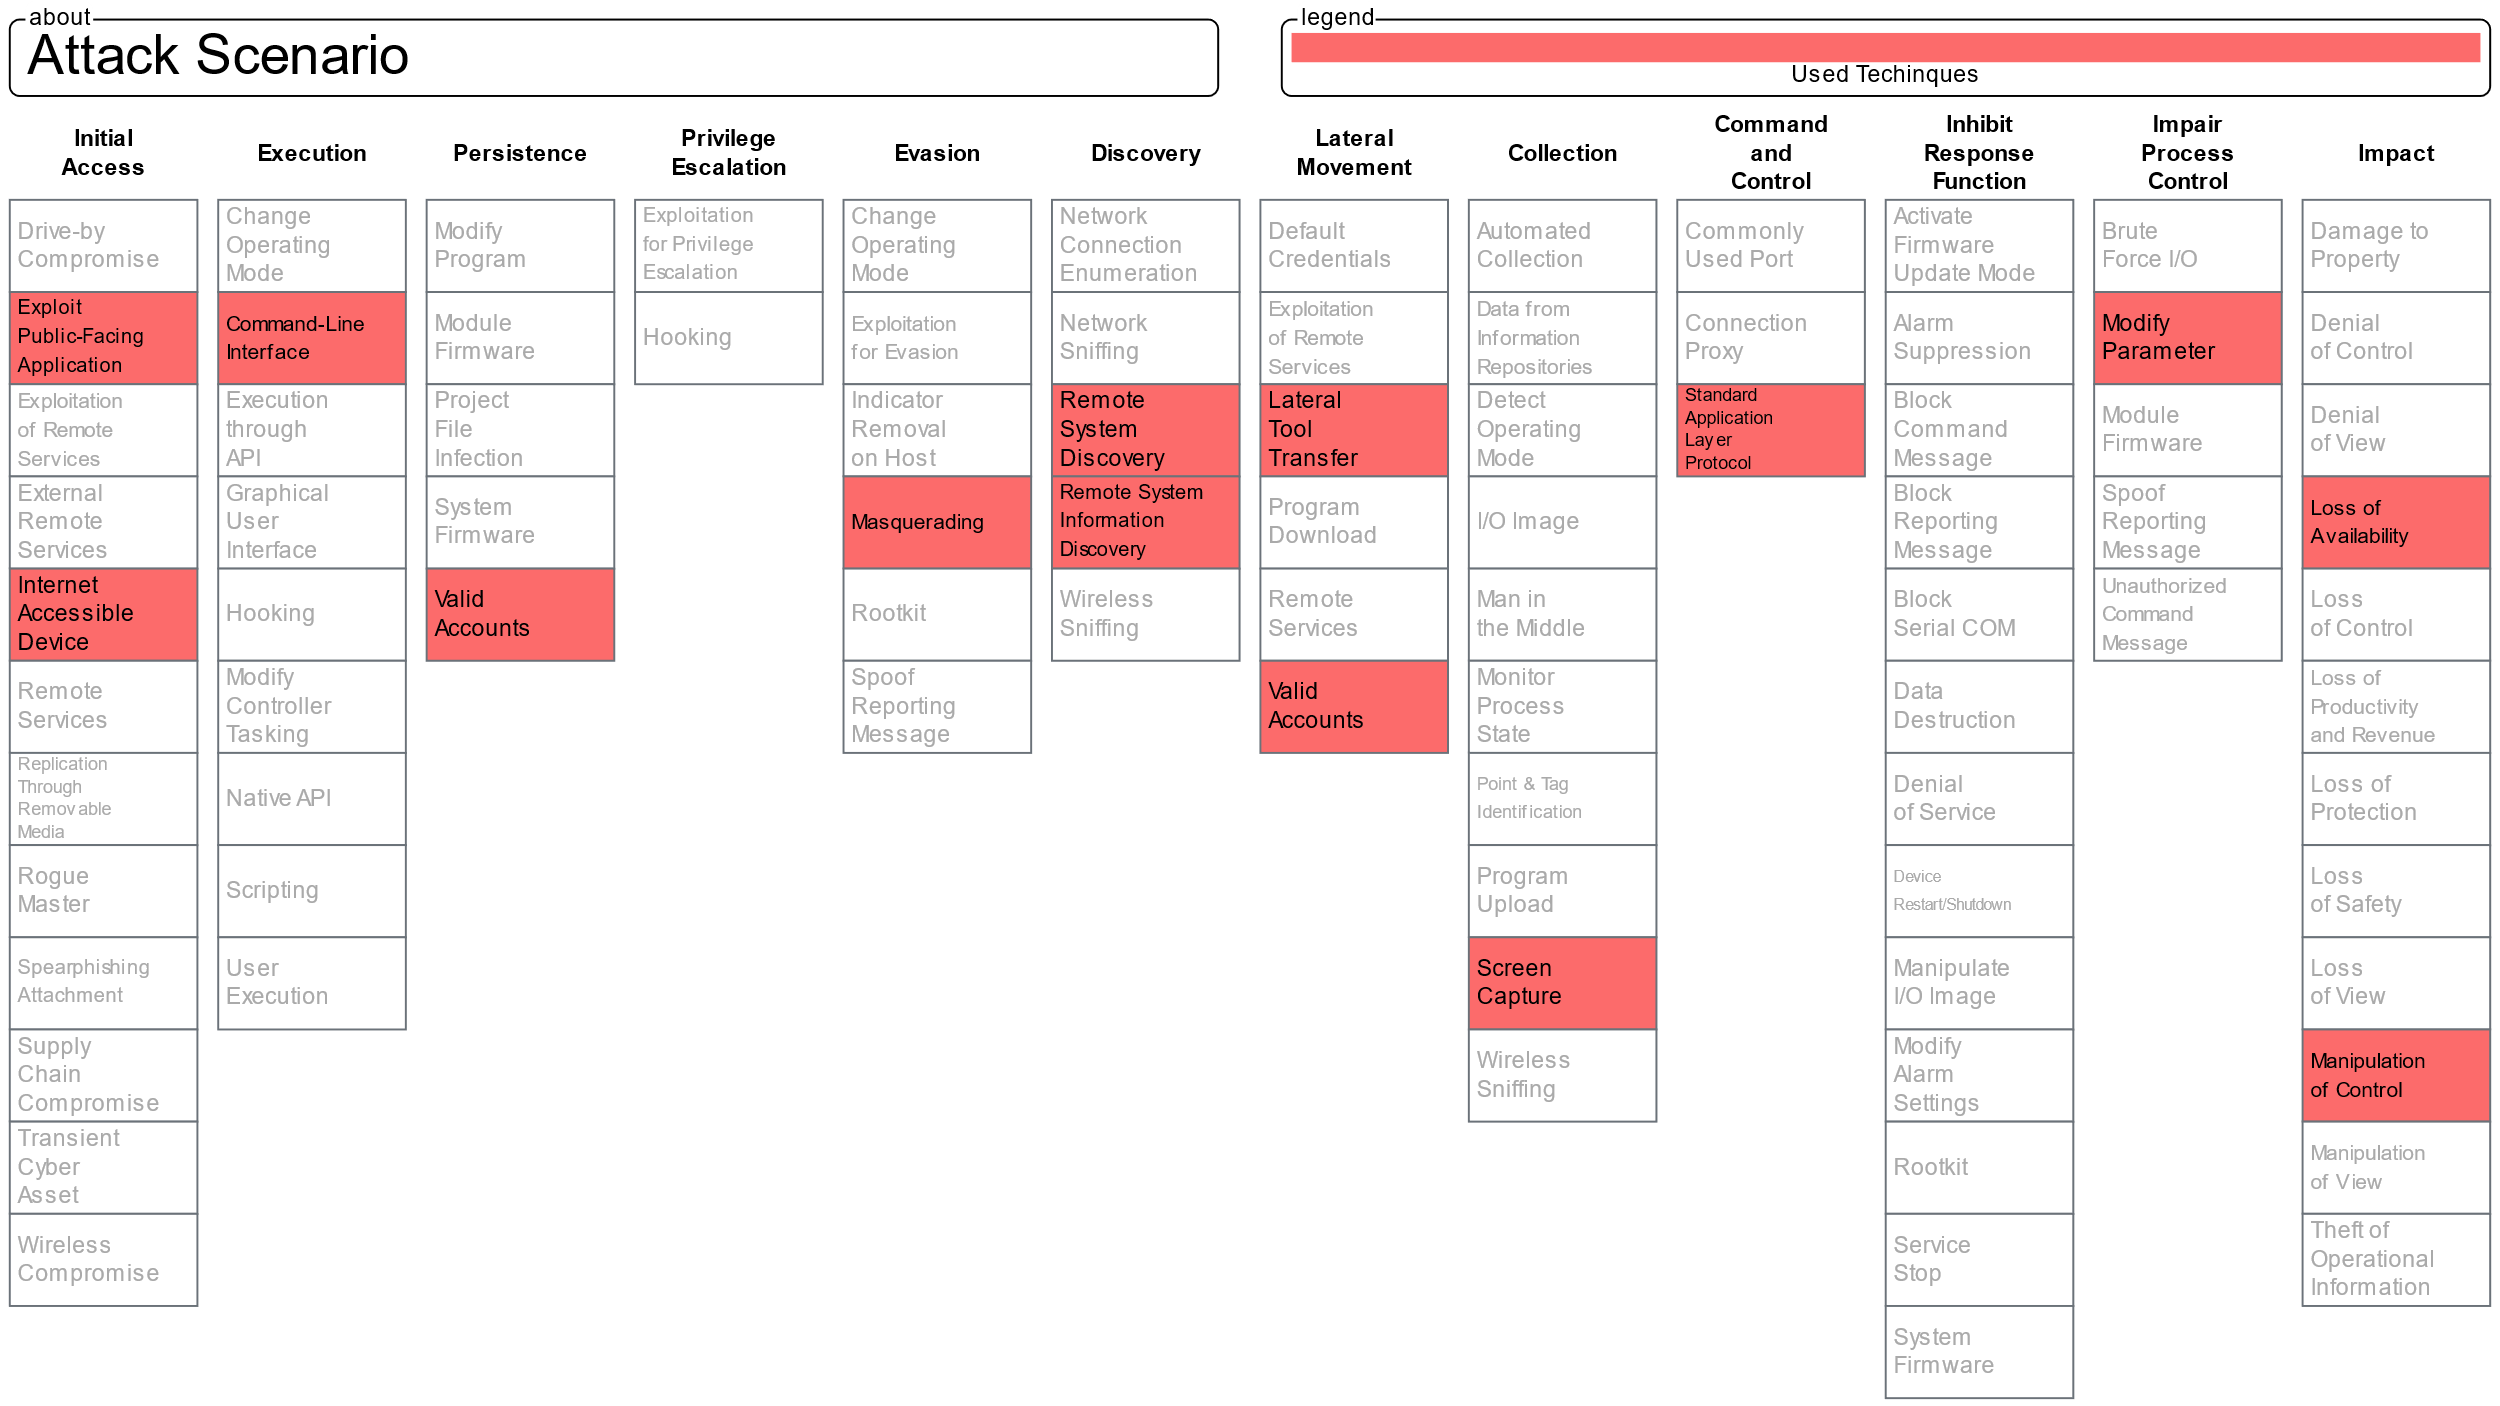 about
Attack Scenario
legend
Used Techinques
Initial
Access
Drive-by
Compromise
Exploit
Public-Facing
Application
Exploitation
of Remote
Services
External
Remote
Services
Internet
Accessible
Device
Remote
Services
Replication
Through
Removable
Media
Rogue
Master
Spearphishing
Attachment
Supply
Chain
Compromise
Transient
Cyber
Asset
Wireless
Compromise
Execution
Change
Operating
Mode
Command-Line
Interface
Execution
through
API
Graphical
User
Interface
Hooking
Modify
Controller
Tasking
Native API
Scripting
User
Execution
Persistence
Modify
Program
Module
Firmware
Project
File
Infection
System
Firmware
Valid
Accounts
Privilege
Escalation
Exploitation
for Privilege
Escalation
Hooking
Evasion
Change
Operating
Mode
Exploitation
for Evasion
Indicator
Removal
on Host
Masquerading
Rootkit
Spoof
Reporting
Message
Discovery
Network
Connection
Enumeration
Network
Sniffing
Remote
System
Discovery
Remote System
Information
Discovery
Wireless
Sniffing
Lateral
Movement
Default
Credentials
Exploitation
of Remote
Services
Lateral
Tool
Transfer
Program
Download
Remote
Services
Valid
Accounts
Collection
Automated
Collection
Data from
Information
Repositories
Detect
Operating
Mode
I/O Image
Man in
the Middle
Monitor
Process
State
Point & Tag
Identification
Program
Upload
Screen
Capture
Wireless
Sniffing
Command
and
Control
Commonly
Used Port
Connection
Proxy
Standard
Application
Layer
Protocol
Inhibit
Response
Function
Activate
Firmware
Update Mode
Alarm
Suppression
Block
Command
Message
Block
Reporting
Message
Block
Serial COM
Data
Destruction
Denial
of Service
Device
Restart/Shutdown
Manipulate
I/O Image
Modify
Alarm
Settings
Rootkit
Service
Stop
System
Firmware
Impair
Process
Control
Brute
Force I/O
Modify
Parameter
Module
Firmware
Spoof
Reporting
Message
Unauthorized
Command
Message
Impact
Damage to
Property
Denial
of Control
Denial
of View
Loss of
Availability
Loss
of Control
Loss of
Productivity
and Revenue
Loss of
Protection
Loss
of Safety
Loss
of View
Manipulation
of Control
Manipulation
of View
Theft of
Operational
Information